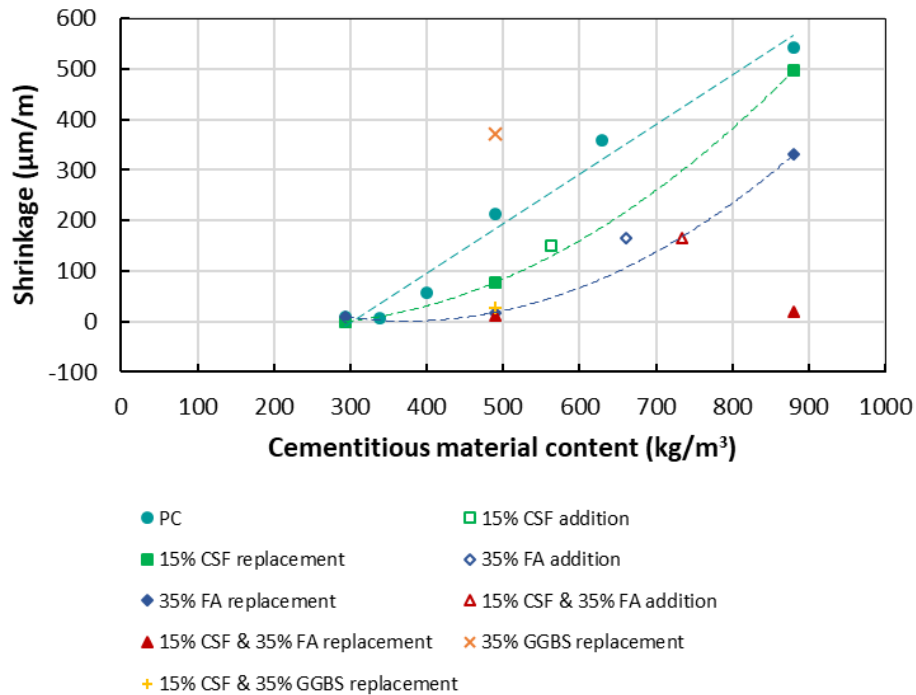 600
500
400
300
200
100
0
-100
Shrinkage (µm/m)
0 100 200 300 400 500 600 700 800 900 1000
Cementitious material content (kg/m³)
PC
15% CSF addition
15% CSF replacement
35% FA addition
35% FA replacement
15% CSF & 35% FA addition
15% CSF & 35% FA replacement
35% GGBS replacement
15% CSF & 35% GGBS replacement